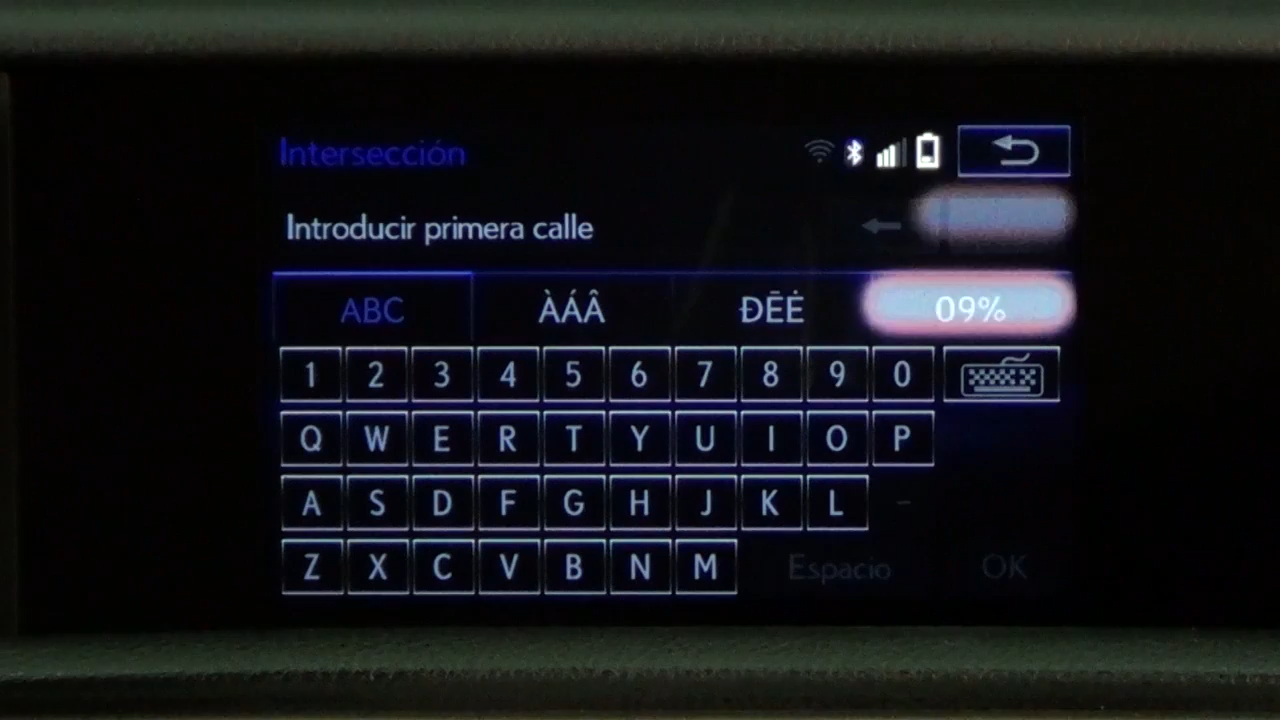 Intersección
Introducir primera calle
ABC ÀÁÂ ĐĒĖ 09%
1 2 3 4 5 6 7 8 9 0
Q W E R T Y U I O P
A S D F G H J K L -
Z X C V B N M Espacio OK